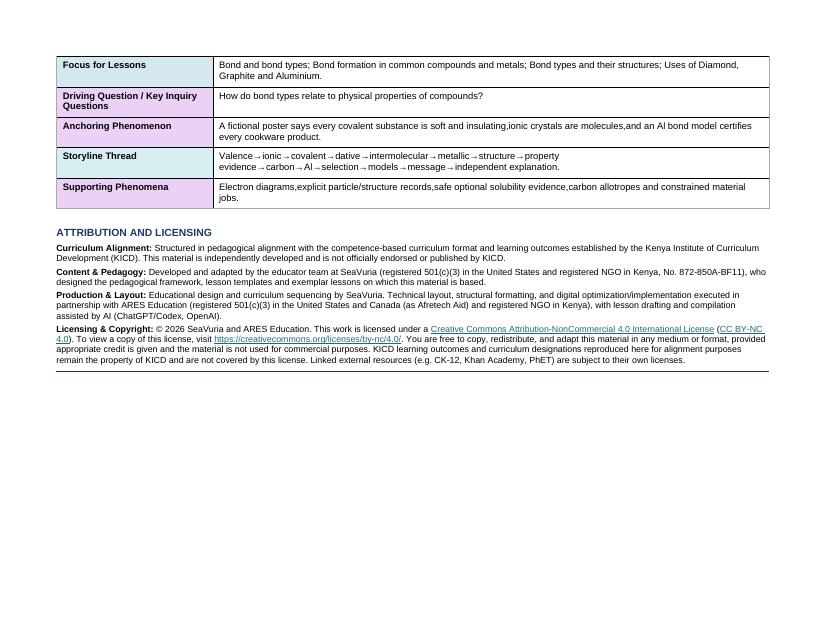 Focus for Lessons
Bond and bond types; Bond formation in common compounds and metals; Bond types and their structures; Uses of Diamond,
Graphite and Aluminium.
Driving Question / Key Inquiry
Questions
How do bond types relate to physical properties of compounds?
Anchoring Phenomenon
A fictional poster says every covalent substance is soft and insulating,ionic crystals are molecules,and an Al bond model certifies
every cookware product.
Storyline Thread
Valence→ionic→covalent→dative→intermolecular→metallic→structure→property
evidence→carbon→Al→selection→models→message→independent explanation.
Supporting Phenomena
Electron diagrams,explicit particle/structure records,safe optional solubility evidence,carbon allotropes and constrained material
jobs.
ATTRIBUTION AND LICENSING
Curriculum Alignment: Structured in pedagogical alignment with the competence-based curriculum format and learning outcomes established by the Kenya Institute of Curriculum
Development (KICD). This material is independently developed and is not officially endorsed or published by KICD.
Content & Pedagogy: Developed and adapted by the educator team at SeaVuria (registered 501(c)(3) in the United States and registered NGO in Kenya, No. 872-850A-BF11), who
designed the pedagogical framework, lesson templates and exemplar lessons on which this material is based.
Production & Layout: Educational design and curriculum sequencing by SeaVuria. Technical layout, structural formatting, and digital optimization/implementation executed in
partnership with ARES Education (registered 501(c)(3) in the United States and Canada (as Afretech Aid) and registered NGO in Kenya), with lesson drafting and compilation
assisted by AI (ChatGPT/Codex, OpenAI).
Licensing & Copyright: © 2026 SeaVuria and ARES Education. This work is licensed under a Creative Commons Attribution-NonCommercial 4.0 International License (CC BY-NC
4.0). To view a copy of this license, visit https://creativecommons.org/licenses/by-nc/4.0/. You are free to copy, redistribute, and adapt this material in any medium or format, provided
appropriate credit is given and the material is not used for commercial purposes. KICD learning outcomes and curriculum designations reproduced here for alignment purposes
remain the property of KICD and are not covered by this license. Linked external resources (e.g. CK-12, Khan Academy, PhET) are subject to their own licenses.